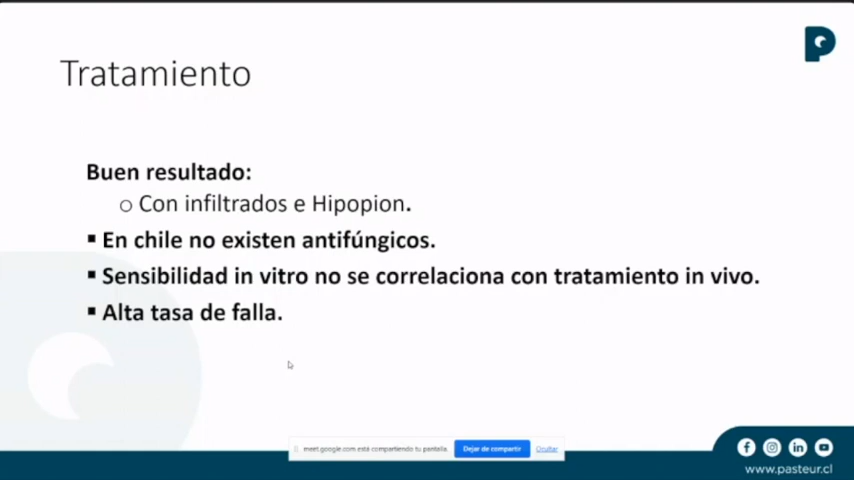 Tratamiento
Buen resultado:
o Con infiltrados e Hipopion.
▪ En chile no existen antifúngicos.
▪ Sensibilidad in vitro no se correlaciona con tratamiento in vivo.
▪ Alta tasa de falla.
meet.google.com está compartiendo tu pantalla. Dejar de compartir Ocultar
www.pasteur.cl